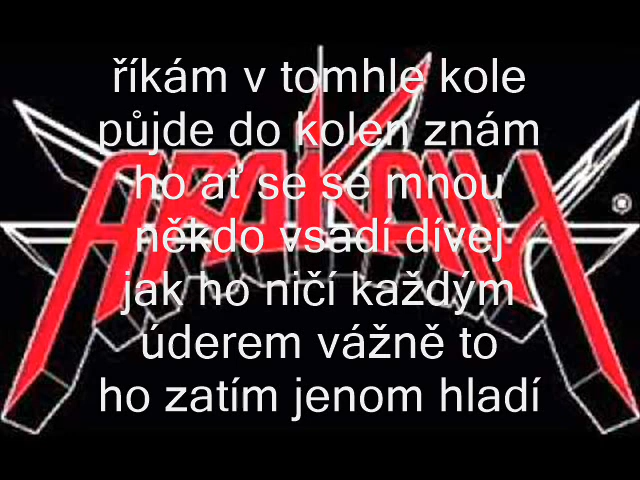 říkám v tomhle kole
půjde do kolen znám
ho ať se se mnou
někdo vsadí dívej
jak ho ničí každým
úderem vážně to
ho zatím jenom hladí
ARAKAIN
®